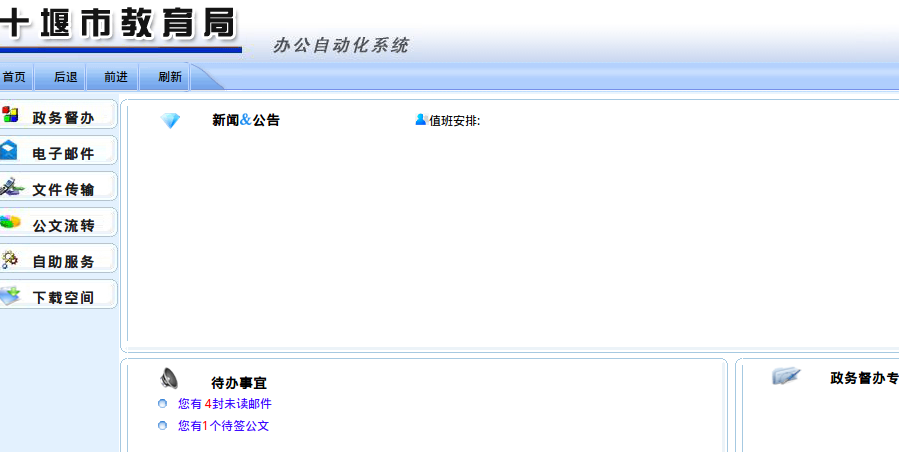 十堰市教育局
办公自动化系统
首页 后退 前进 刷新
政务督办
电子邮件
文件传输
公文流转
自助服务
下载空间
新闻&公告 值班安排:
待办事宜
您有 4封未读邮件
您有1个待签公文
政务督办专